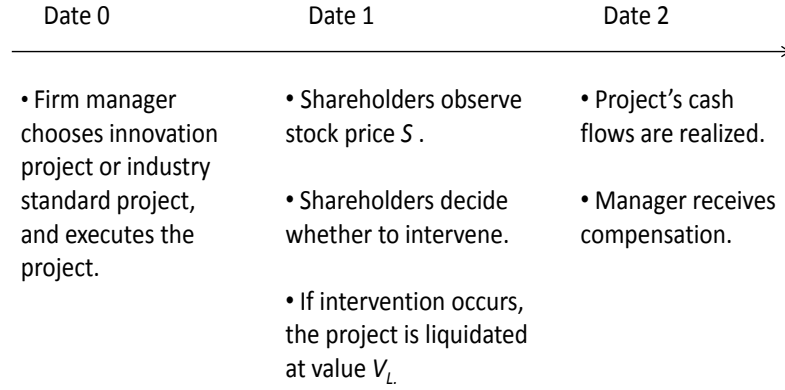 Date 0
Date 1
Date 2
• Firm manager
chooses innovation
project or industry
standard project,
and executes the
project.
• Shareholders observe
stock price S .
• Shareholders decide
whether to intervene.
• If intervention occurs,
the project is liquidated
at value V_L.
• Project's cash
flows are realized.
• Manager receives
compensation.